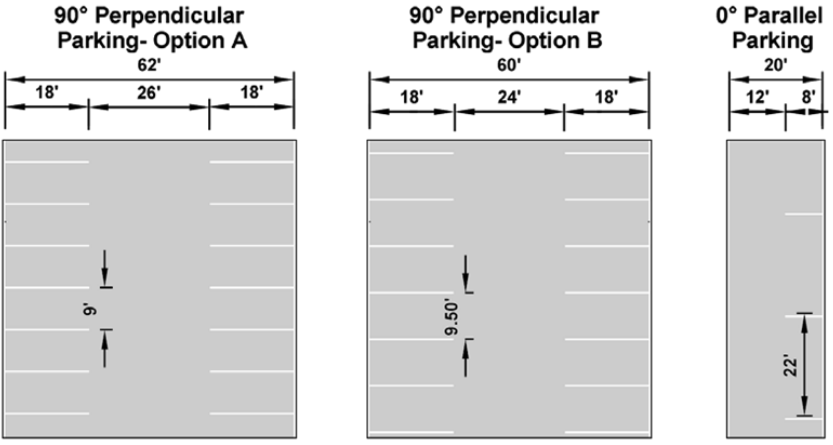 90° Perpendicular
Parking- Option A
62'
18' 26' 18'
9'
90° Perpendicular
Parking- Option B
60'
18' 24' 18'
9.50'
0° Parallel
Parking
20'
12' 8'
22'